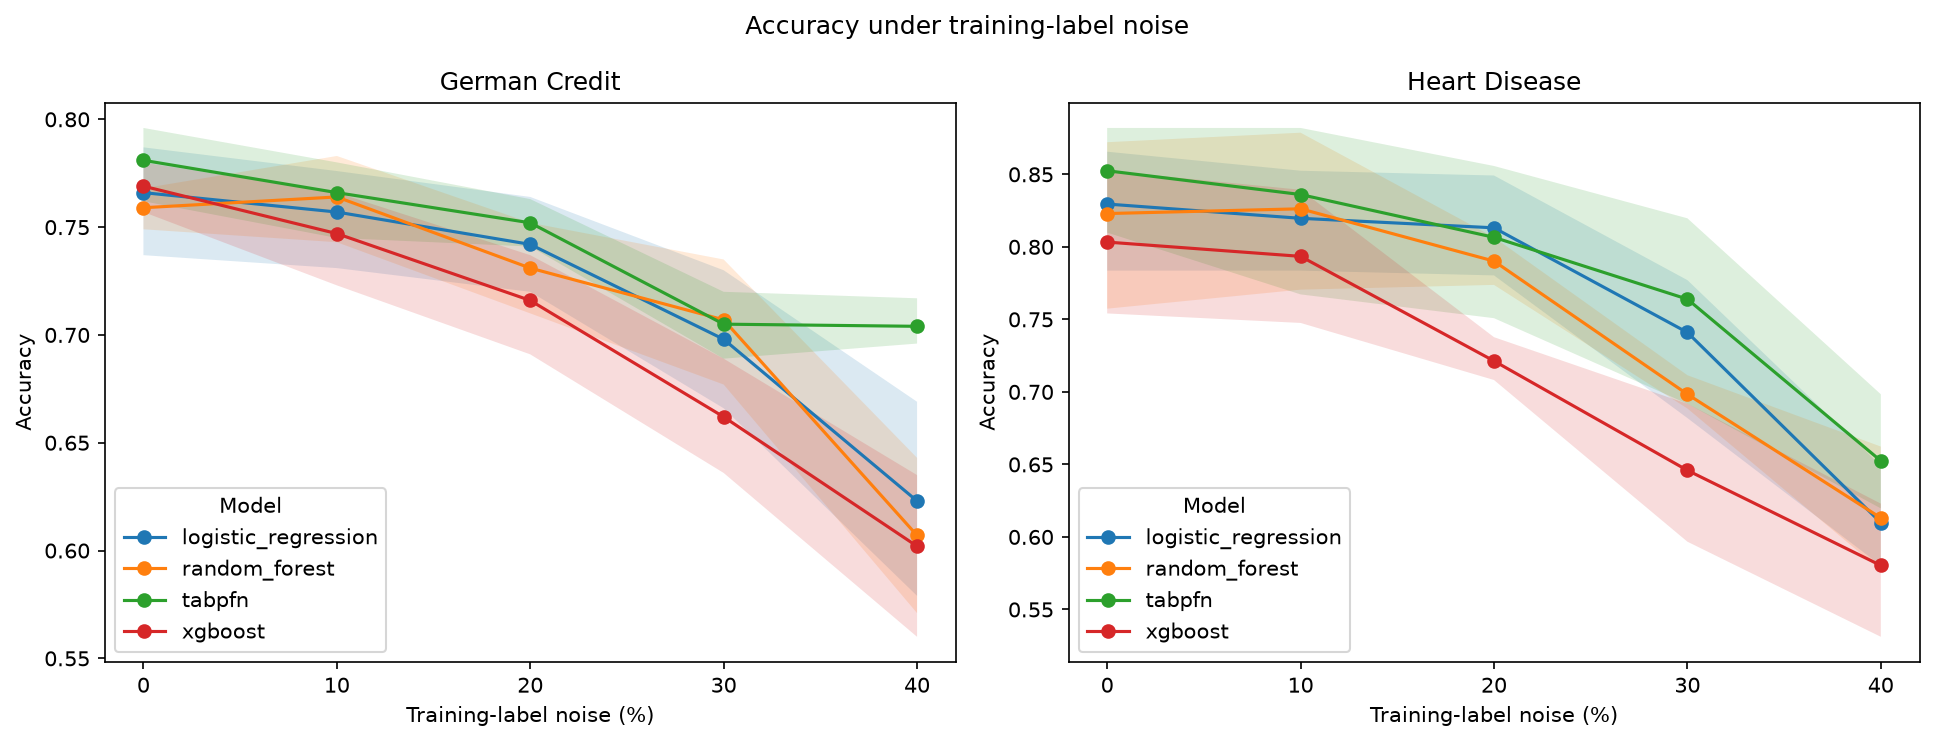 Accuracy under training-label noise
German Credit
Accuracy
0.80
0.75
0.70
0.65
0.60
0.55
0
10
20
30
40
Training-label noise (%)
Model
logistic_regression
random_forest
tabpfn
xgboost
Heart Disease
Accuracy
0.85
0.80
0.75
0.70
0.65
0.60
0.55
0
10
20
30
40
Training-label noise (%)
Model
logistic_regression
random_forest
tabpfn
xgboost